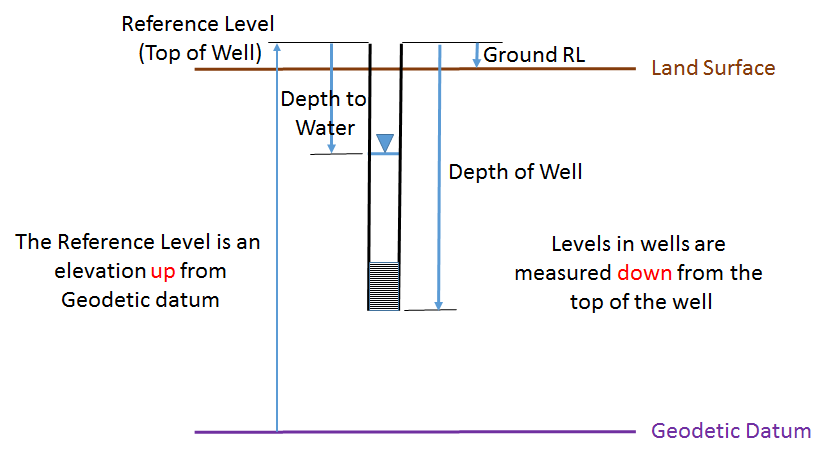 Reference Level
(Top of Well)
Ground RL
Land Surface
Depth to
Water
Depth of Well
The Reference Level is an
elevation up from
Geodetic datum
Levels in wells are
measured down from the
top of the well
Geodetic Datum